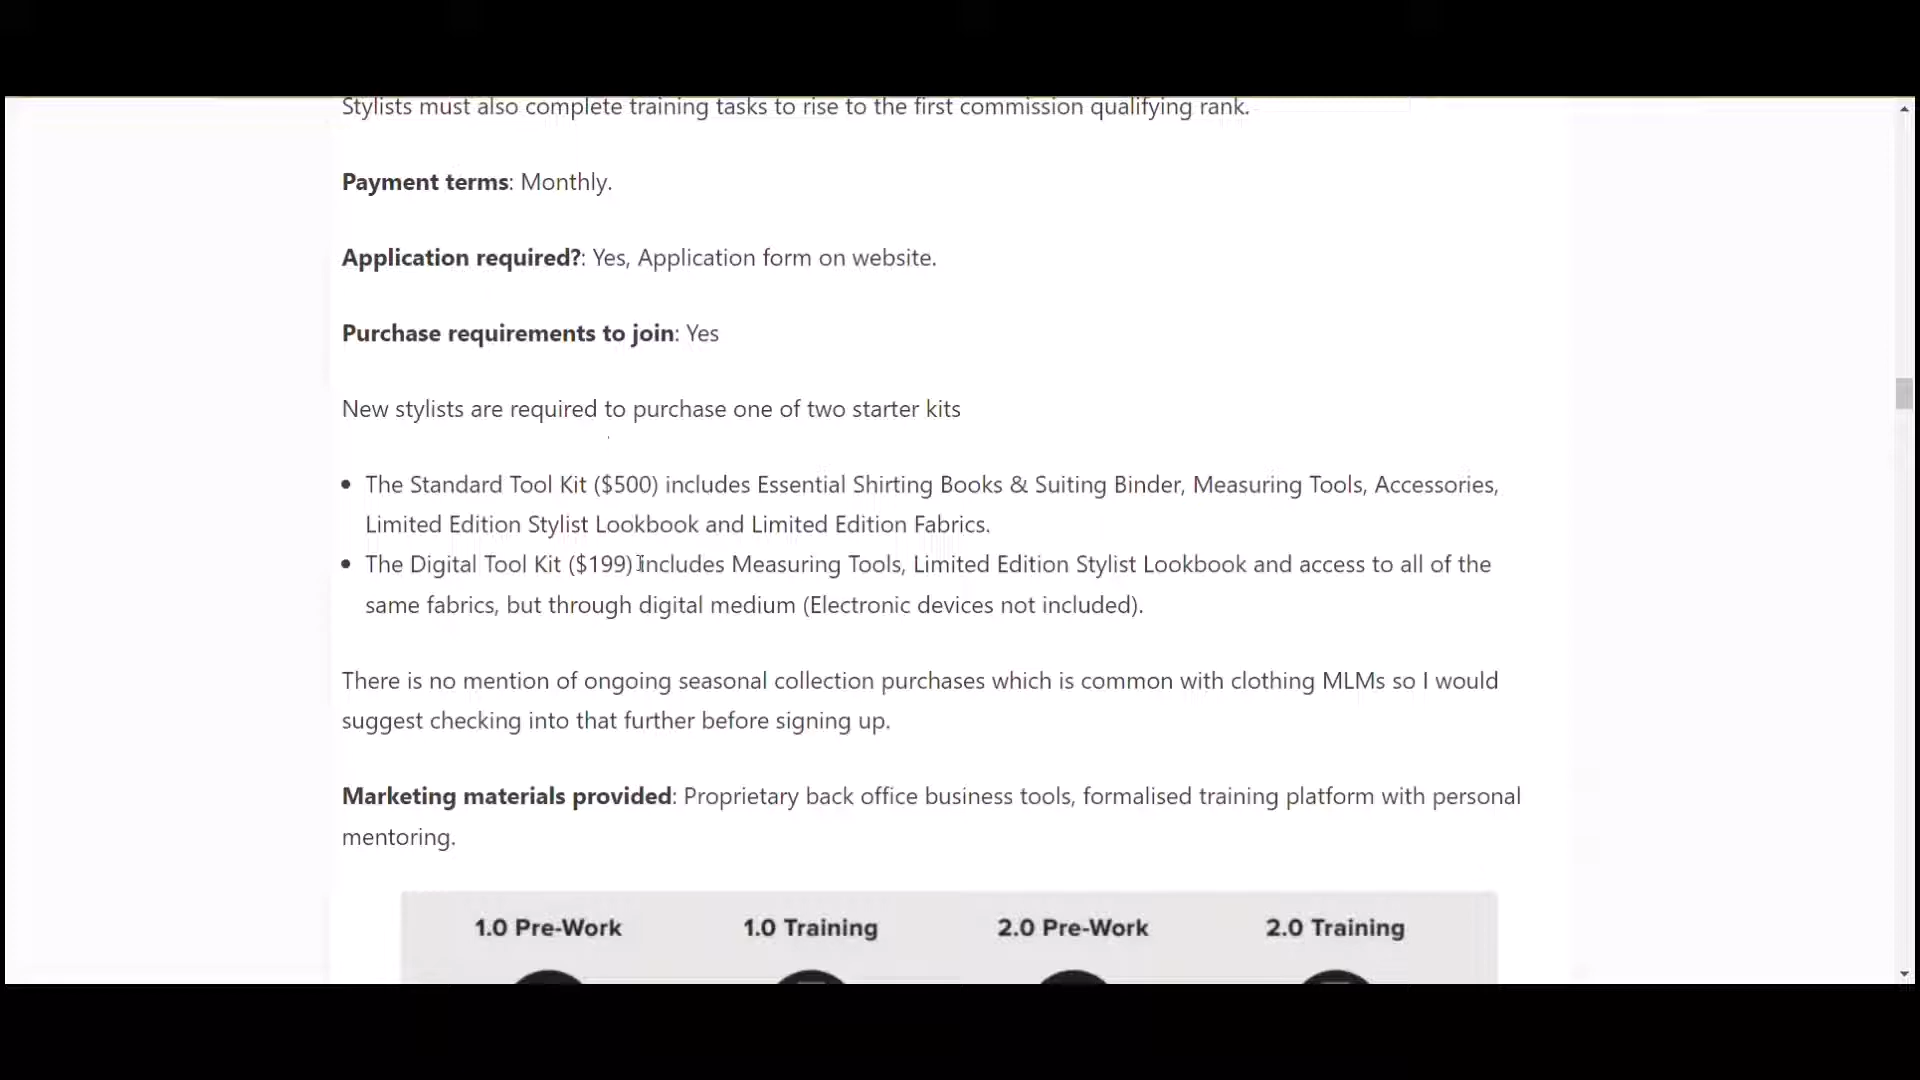 Stylists must also complete training tasks to rise to the first commission qualifying rank.
Payment terms: Monthly.
Application required?: Yes, Application form on website.
Purchase requirements to join: Yes
New stylists are required to purchase one of two starter kits
• The Standard Tool Kit ($500) includes Essential Shirting Books & Suiting Binder, Measuring Tools, Accessories,
Limited Edition Stylist Lookbook and Limited Edition Fabrics.
• The Digital Tool Kit ($199) includes Measuring Tools, Limited Edition Stylist Lookbook and access to all of the
same fabrics, but through digital medium (Electronic devices not included).
There is no mention of ongoing seasonal collection purchases which is common with clothing MLMs so I would
suggest checking into that further before signing up.
Marketing materials provided: Proprietary back office business tools, formalised training platform with personal
mentoring.
1.0 Pre-Work 1.0 Training 2.0 Pre-Work 2.0 Training